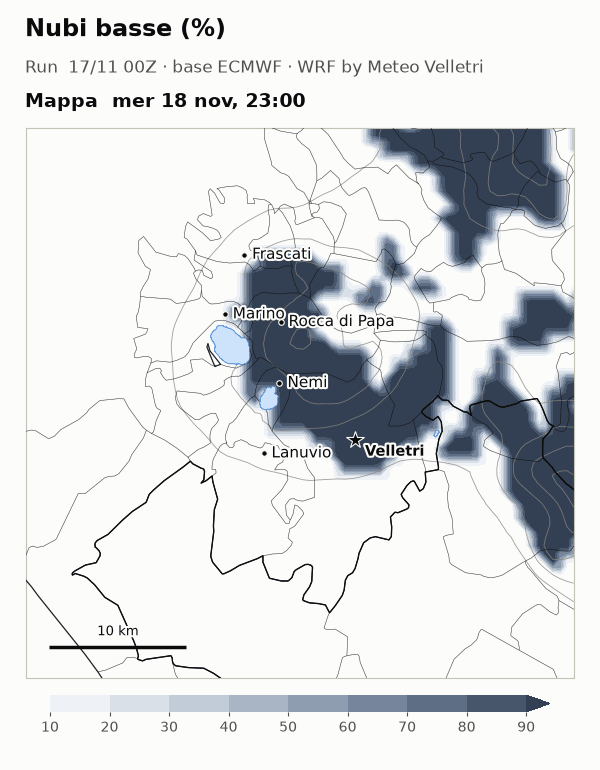 Nubi basse (%)
Run  17/11 00Z · base ECMWF · WRF by Meteo Velletri
Mappa  mer 18 nov, 23:00
Frascati
Marino
Rocca di Papa
Nemi
Velletri
Lanuvio
10 km
10 20 30 40 50 60 70 80 90